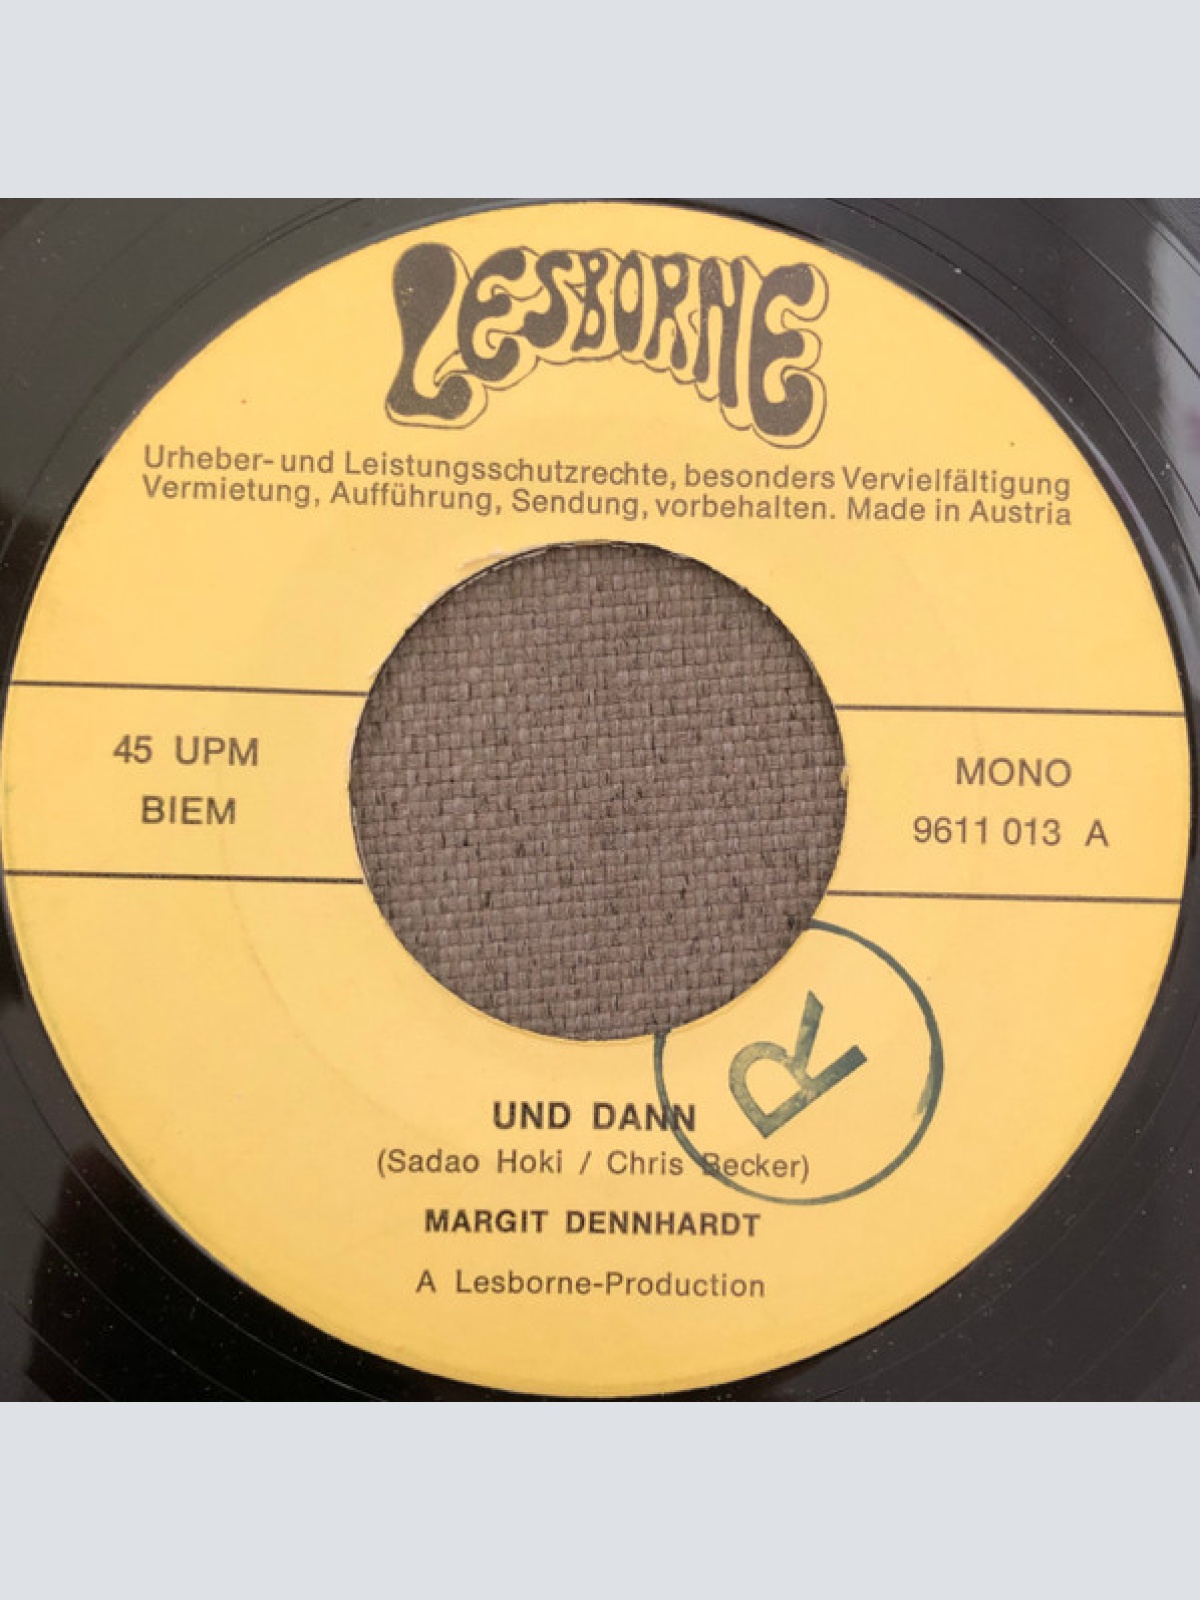 LESBORNE
Urheber- und Leistungsschutzrechte, besonders Vervielfältigung
Vermietung, Aufführung, Sendung, vorbehalten. Made in Austria
45 UPM
BIEM
MONO
9611 013 A
R
UND DANN
(Sadao Hoki / Chris Becker)
MARGIT DENNHARDT
A Lesborne-Production